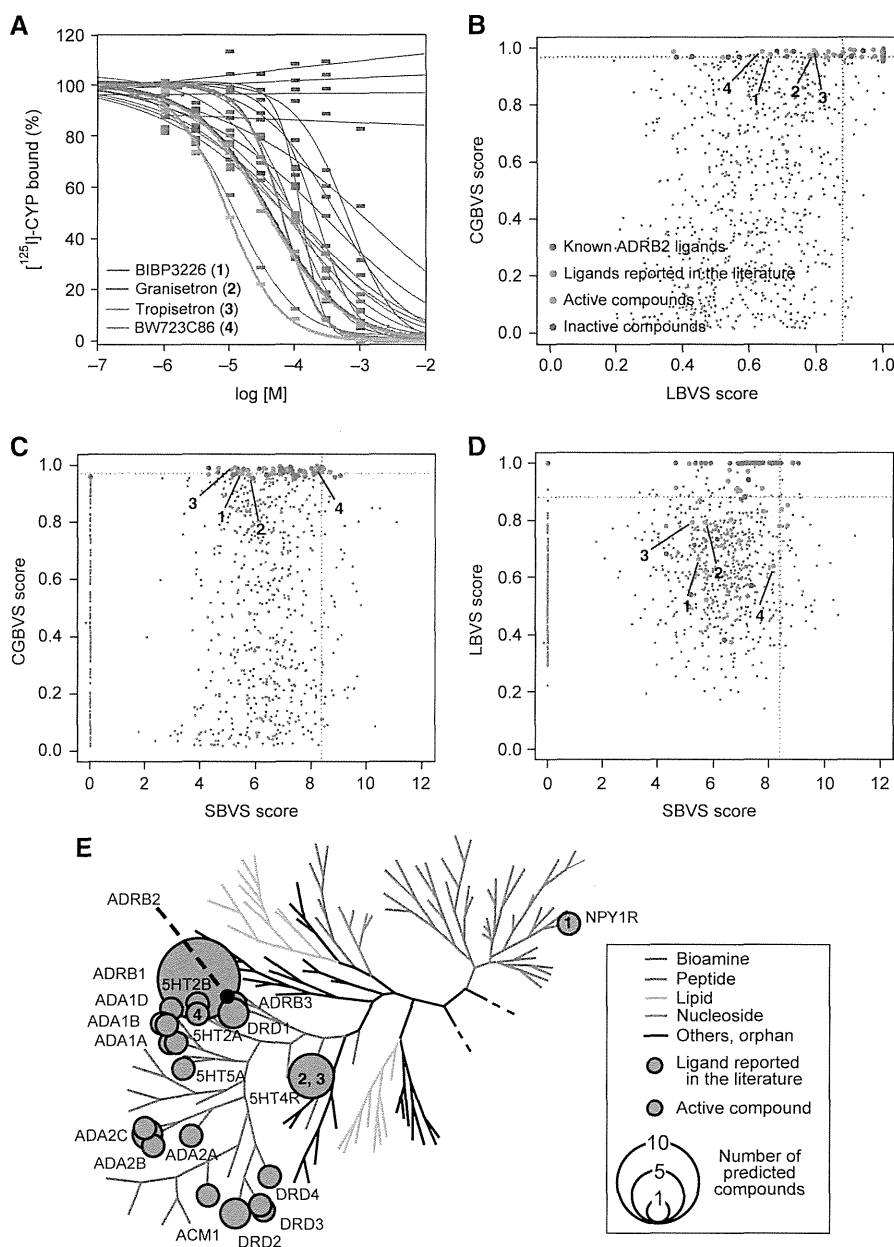 A
120
100
80
60
40
20
0
[125I]-CYP bound (%)
BIBP3226 (1)
Granisetron (2)
Tropisetron (3)
BW723C86 (4)
–7
–6
–5
–4
–3
–2
log [M]
B
1.0
0.8
0.6
0.4
0.2
0.0
CGBVS score
4
1
2
3
Known ADRB2 ligands
Ligands reported in the literature
Active compounds
Inactive compounds
0.0
0.2
0.4
0.6
0.8
1.0
LBVS score
C
1.0
0.8
0.6
0.4
0.2
0.0
CGBVS score
3
1
2
4
0
2
4
6
8
10
12
SBVS score
D
1.0
0.8
0.6
0.4
0.2
0.0
LBVS score
3
2
1
4
0
2
4
6
8
10
12
SBVS score
E
ADRB2
ADRB1
5HT2B
ADA1D
ADRB3
4
DRD1
ADA1B
5HT2A
ADA1A
5HT5A
2, 3
5HT4R
ADA2C
ADA2B
ADA2A
DRD4
ACM1
DRD3
DRD2
1
NPY1R
Bioamine
Peptide
Lipid
Nucleoside
Others, orphan
Ligand reported
in the literature
Active compound
10
5
1
Number of
predicted
compounds